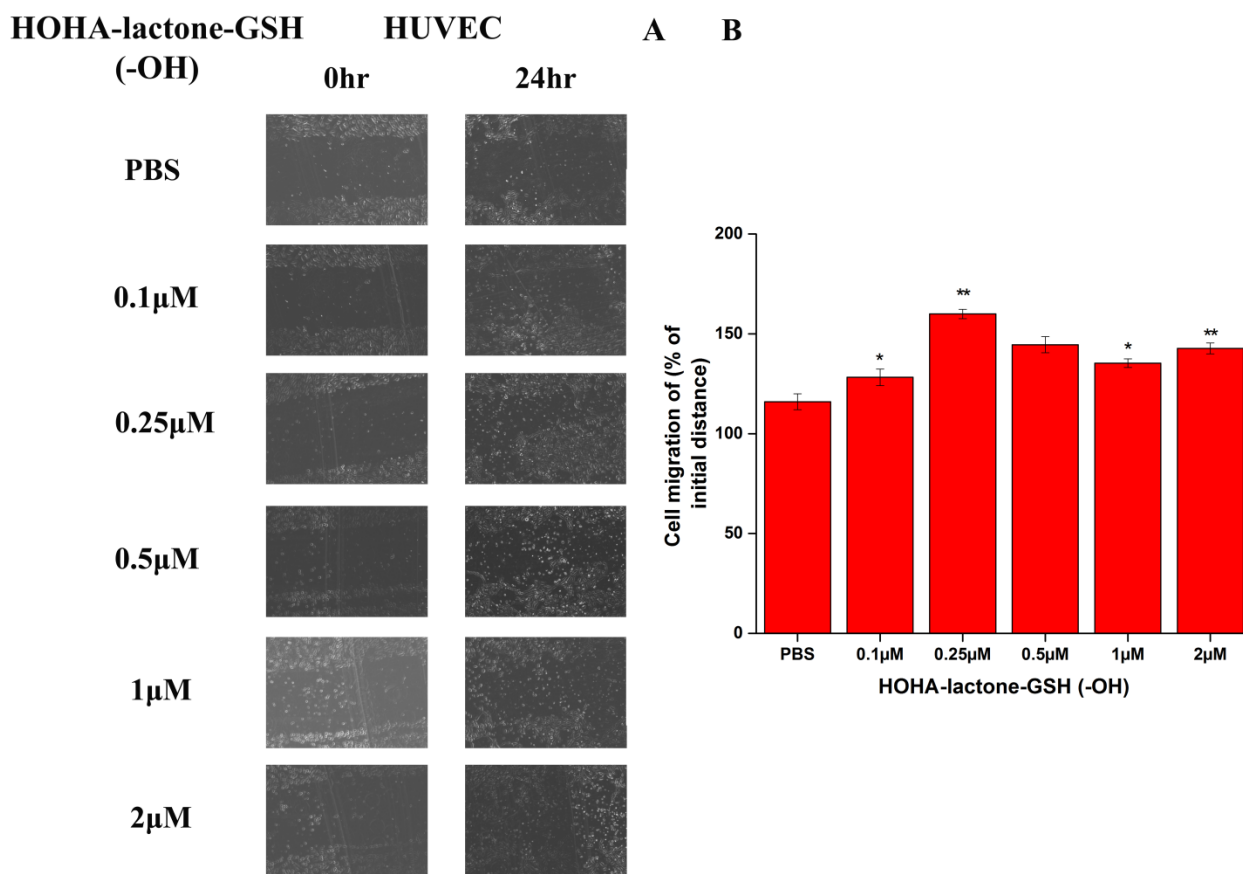 HOHA-lactone-GSH HUVEC A B
(-OH)
0hr 24hr
PBS
0.1µM
0.25µM
0.5µM
1µM
2µM
Cell migration of (% of
initial distance)
200
150
100
50
0
* ** * **
PBS 0.1µM 0.25µM 0.5µM 1µM 2µM
HOHA-lactone-GSH (-OH)